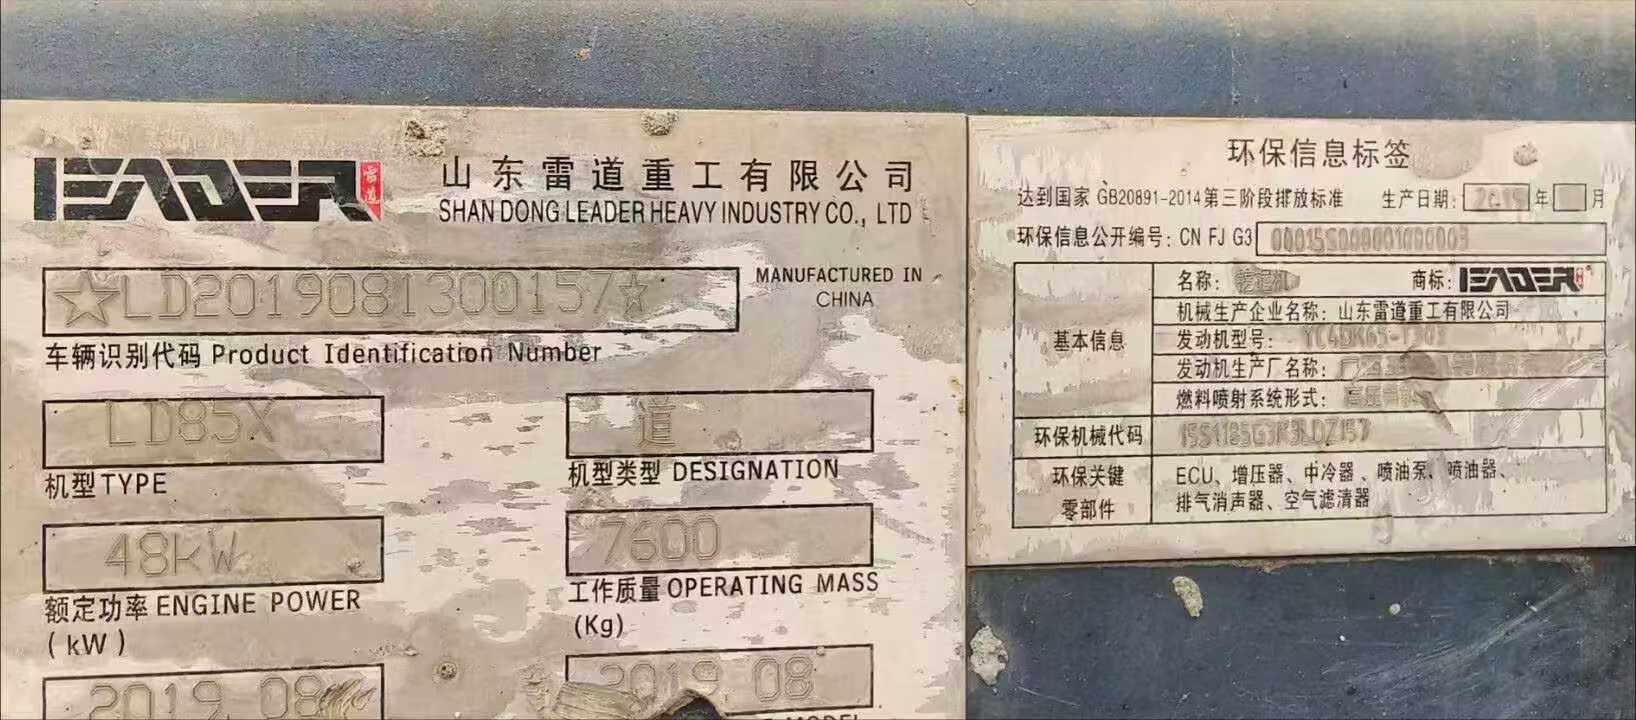 LEADER 雷道
山东雷道重工有限公司
SHAN DONG LEADER HEAVY INDUSTRY CO., LTD
☆LD2019081300157☆
MANUFACTURED IN
CHINA
车辆识别代码 Product Identification Number
LD85X
道
机型 TYPE
机型类型 DESIGNATION
48kW
7600
额定功率 ENGINE POWER
(kW)
工作质量 OPERATING MASS
(Kg)
2019.08
2019.08
MODEL
环保信息标签
达到国家 GB20891-2014第三阶段排放标准 生产日期: 2019 年 月
环保信息公开编号: CN FJ G3
基本信息
名称: 商标: LEADER
机械生产企业名称: 山东雷道重工有限公司
发动机型号:
发动机生产厂名称:
燃料喷射系统形式:
环保机械代码
环保关键
零部件
ECU、增压器、中冷器、喷油泵、喷油器、
排气消声器、空气滤清器